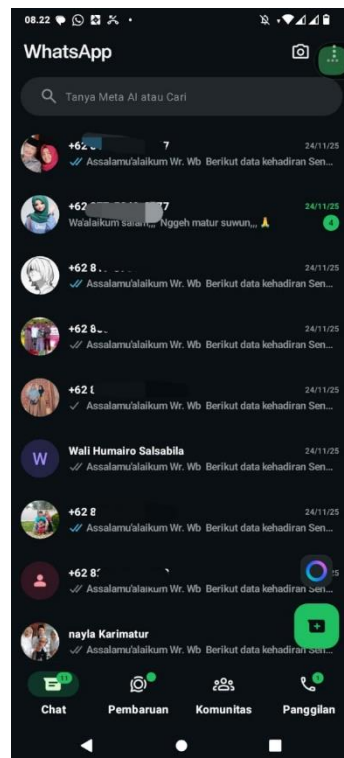 08.22
WhatsApp
Tanya Meta AI atau Cari
+62 7
24/11/25
Assalamu'alaikum Wr. Wb Berikut data kehadiran Sen...
+62 77
24/11/25
Wa'alaikum salam,,, Nggeh matur suwun,,, 🙏
4
+62 8
24/11/25
Assalamu'alaikum Wr. Wb Berikut data kehadiran Sen...
+62 8
24/11/25
Assalamu'alaikum Wr. Wb Berikut data kehadiran Sen...
+62
24/11/25
Assalamu'alaikum Wr. Wb Berikut data kehadiran Sen...
W
Wali Humairo Salsabila
24/11/25
Assalamu'alaikum Wr. Wb Berikut data kehadiran Sen...
+62 8
24/11/25
Assalamu'alaikum Wr. Wb Berikut data kehadiran Sen...
+62 8
Assalamu'alaikum Wr. Wb Berikut data kehadiran Sen...
nayla Karimatur
Assalamu'alaikum Wr. Wb Berikut data kehadiran Sen...
11
1
Chat Pembaruan Komunitas Panggilan